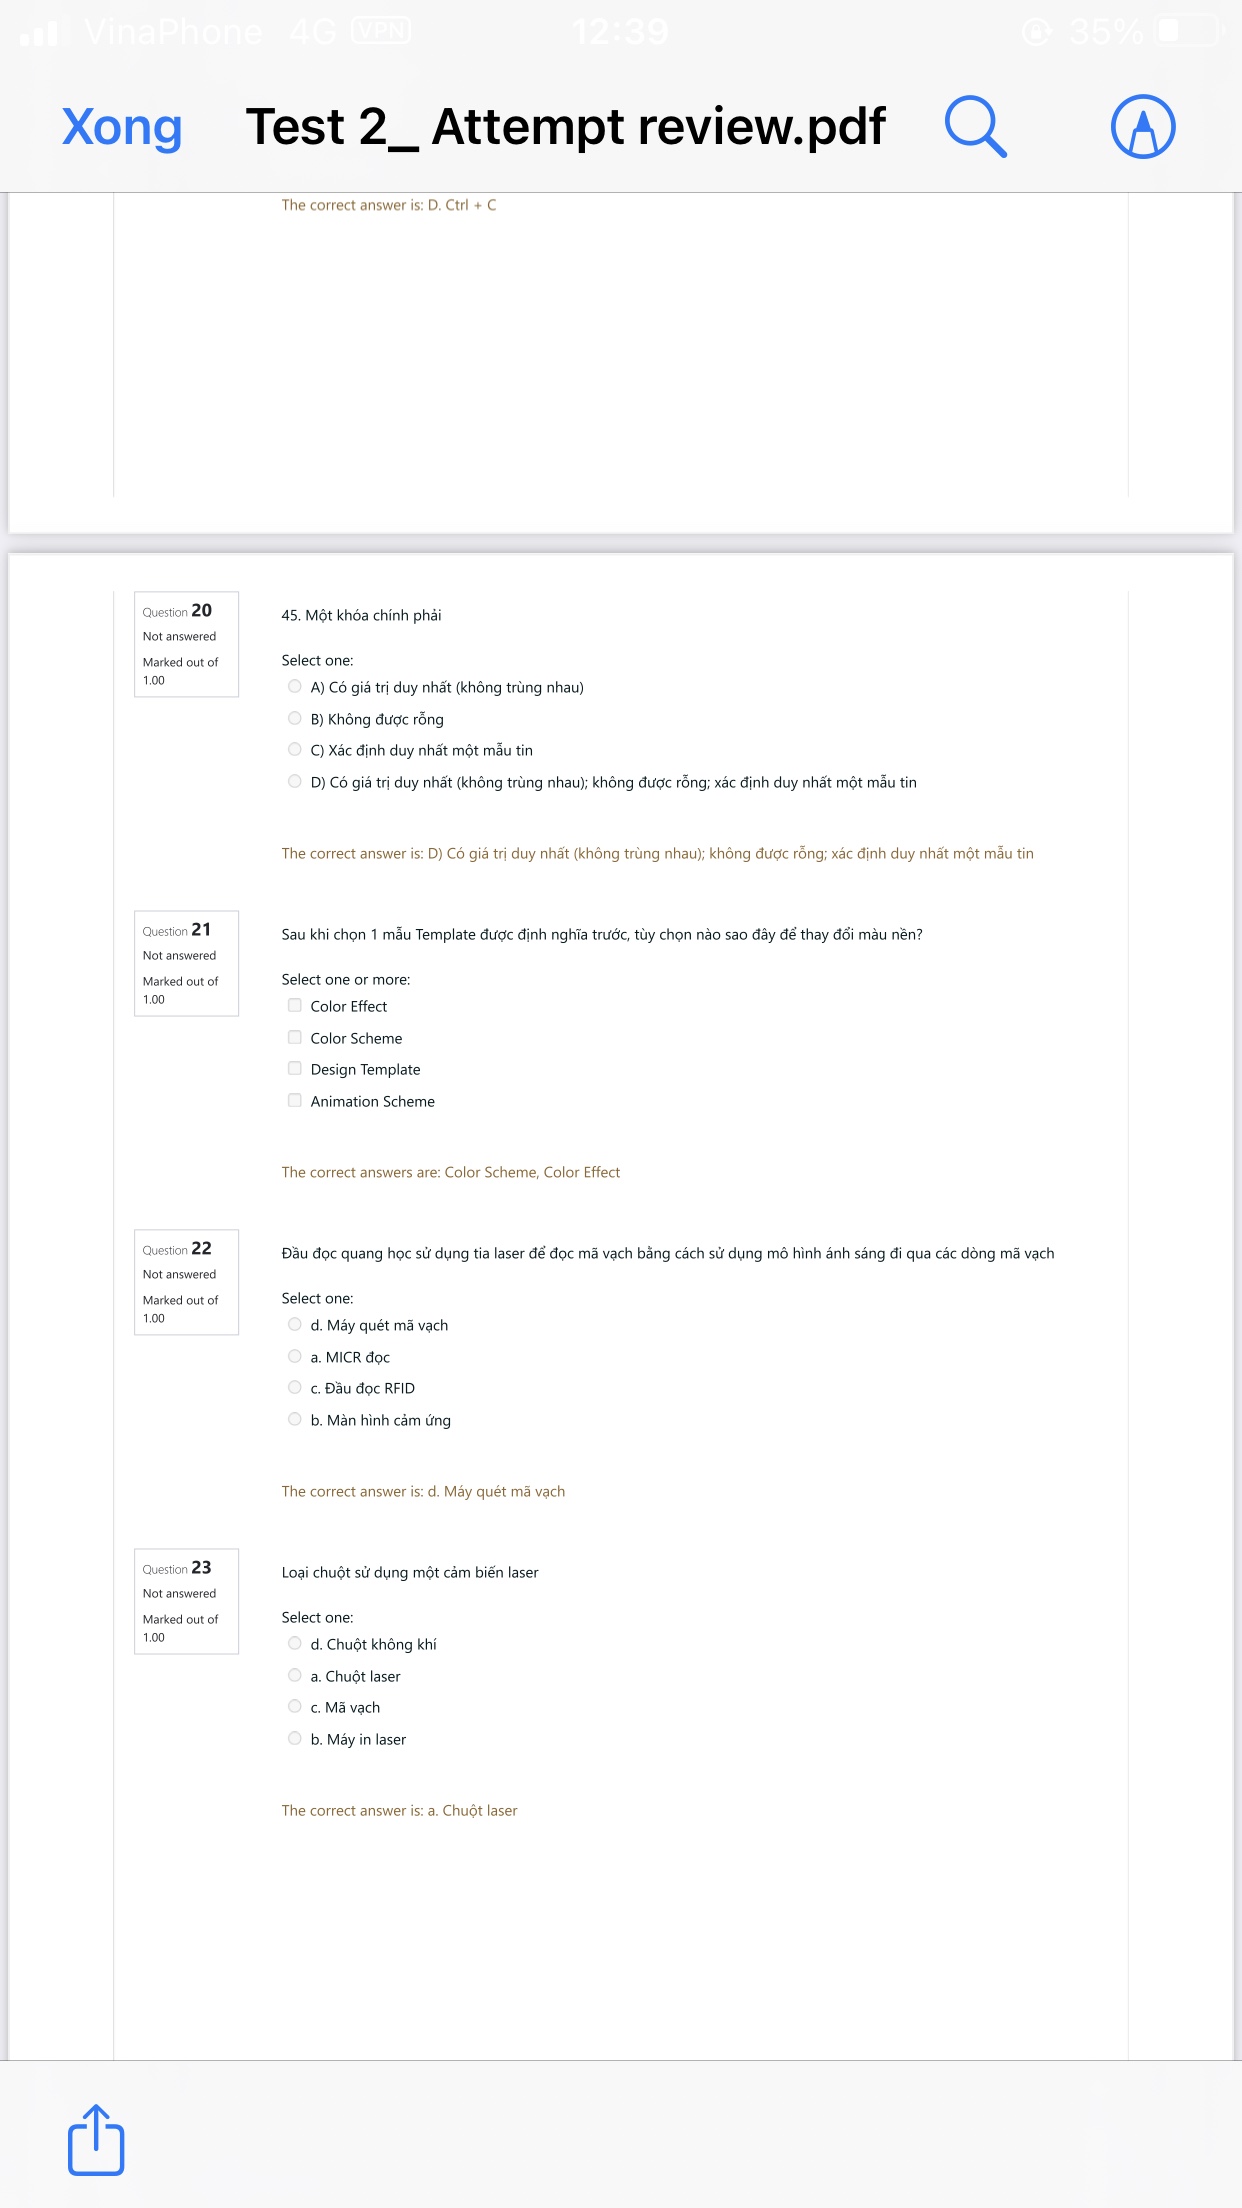 VinaPhone 4G VPN 12:39 35%
Xong Test 2_ Attempt review.pdf
The correct answer is: D. Ctrl + C
Question 20
Not answered
Marked out of
1.00
45. Một khóa chính phải
Select one:
A) Có giá trị duy nhất (không trùng nhau)
B) Không được rỗng
C) Xác định duy nhất một mẫu tin
D) Có giá trị duy nhất (không trùng nhau); không được rỗng; xác định duy nhất một mẫu tin
The correct answer is: D) Có giá trị duy nhất (không trùng nhau); không được rỗng; xác định duy nhất một mẫu tin
Question 21
Not answered
Marked out of
1.00
Sau khi chọn 1 mẫu Template được định nghĩa trước, tùy chọn nào sao đây để thay đổi màu nền?
Select one or more:
Color Effect
Color Scheme
Design Template
Animation Scheme
The correct answers are: Color Scheme, Color Effect
Question 22
Not answered
Marked out of
1.00
Đầu đọc quang học sử dụng tia laser để đọc mã vạch bằng cách sử dụng mô hình ánh sáng đi qua các dòng mã vạch
Select one:
d. Máy quét mã vạch
a. MICR đọc
c. Đầu đọc RFID
b. Màn hình cảm ứng
The correct answer is: d. Máy quét mã vạch
Question 23
Not answered
Marked out of
1.00
Loại chuột sử dụng một cảm biến laser
Select one:
d. Chuột không khí
a. Chuột laser
c. Mã vạch
b. Máy in laser
The correct answer is: a. Chuột laser